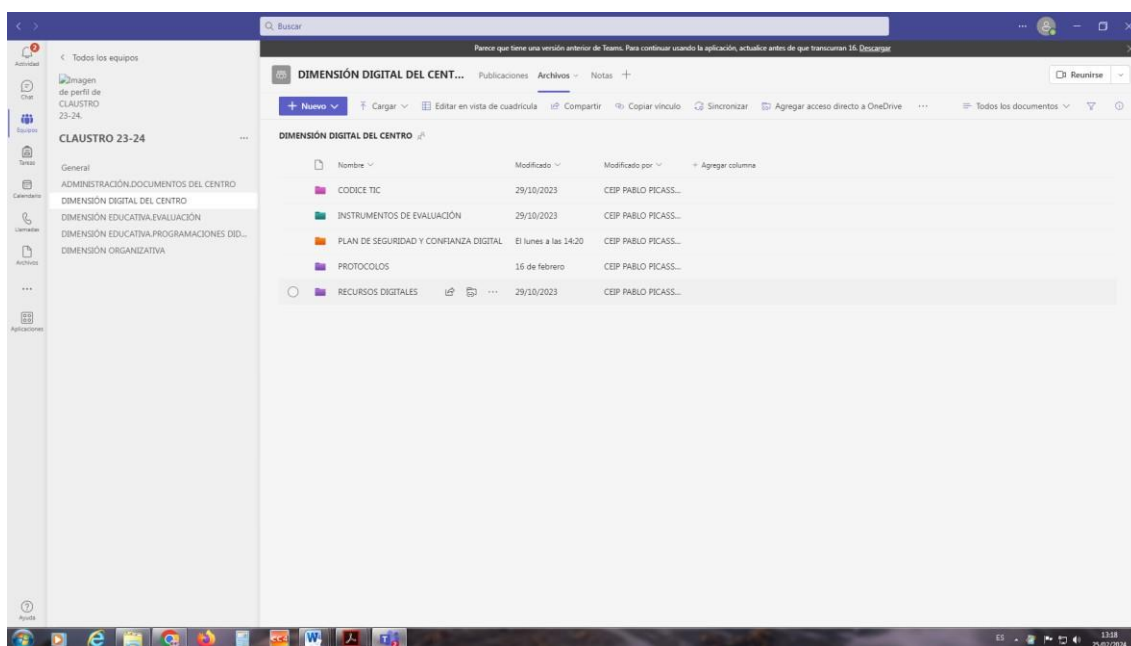 Buscar
Parece que tiene una versión anterior de Teams. Para continuar usando la aplicación, actualice antes de que transcurran 16. Descargar
Actividad
Chat
Equipos
Tareas
Calendario
Llamadas
Archivos
Aplicaciones
Ayuda
Todos los equipos
Imagen
de perfil de
CLAUSTRO
23-24.
CLAUSTRO 23-24
General
ADMINISTRACIÓN.DOCUMENTOS DEL CENTRO
DIMENSIÓN DIGITAL DEL CENTRO
DIMENSIÓN EDUCATIVA.EVALUACIÓN
DIMENSIÓN EDUCATIVA.PROGRAMACIONES DID...
DIMENSIÓN ORGANIZATIVA
DIMENSIÓN DIGITAL DEL CENT... Publicaciones Archivos Notas
Reunirse
Nuevo Cargar Editar en vista de cuadrícula Compartir Copiar vínculo Sincronizar Agregar acceso directo a OneDrive ... Todos los documentos
DIMENSIÓN DIGITAL DEL CENTRO
Nombre Modificado Modificado por + Agregar columna
CODICE TIC 29/10/2023 CEIP PABLO PICASS...
INSTRUMENTOS DE EVALUACIÓN 29/10/2023 CEIP PABLO PICASS...
PLAN DE SEGURIDAD Y CONFIANZA DIGITAL El lunes a las 14:20 CEIP PABLO PICASS...
PROTOCOLOS 16 de febrero CEIP PABLO PICASS...
RECURSOS DIGITALES 29/10/2023 CEIP PABLO PICASS...
ES
13:18
25/02/2024